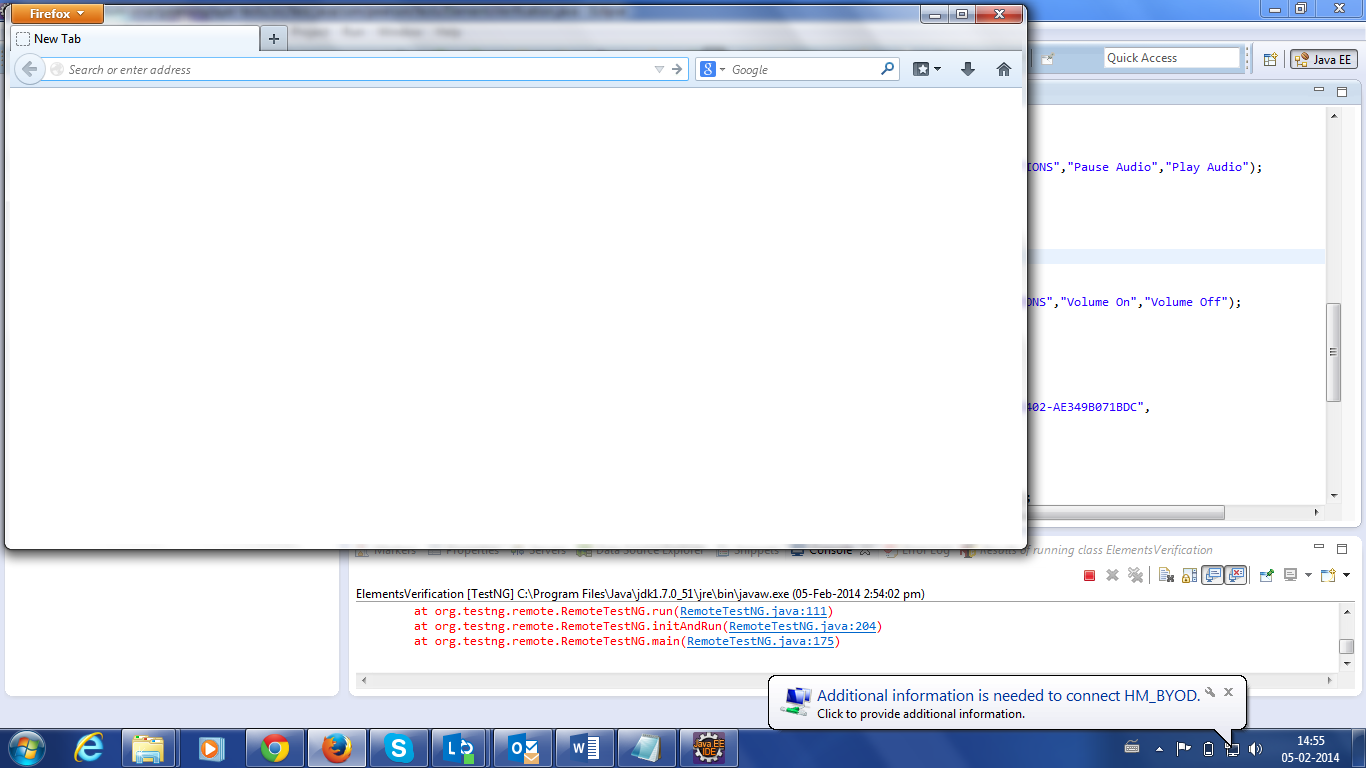 Firefox
New Tab
Search or enter address
Google
Quick Access
Java EE
IONS","Pause Audio","Play Audio");
ONS","Volume On","Volume Off");
402-AE349B071BDC",
Markers Properties Servers Data Source Explorer Snippets Console Error Log Results of running class ElementsVerification
ElementsVerification [TestNG] C:\Program Files\Java\jdk1.7.0_51\jre\bin\javaw.exe (05-Feb-2014 2:54:02 pm)
at org.testng.remote.RemoteTestNG.run(RemoteTestNG.java:111)
at org.testng.remote.RemoteTestNG.initAndRun(RemoteTestNG.java:204)
at org.testng.remote.RemoteTestNG.main(RemoteTestNG.java:175)
Additional information is needed to connect HM_BYOD.
Click to provide additional information.
Java EE
IDE
14:55
05-02-2014